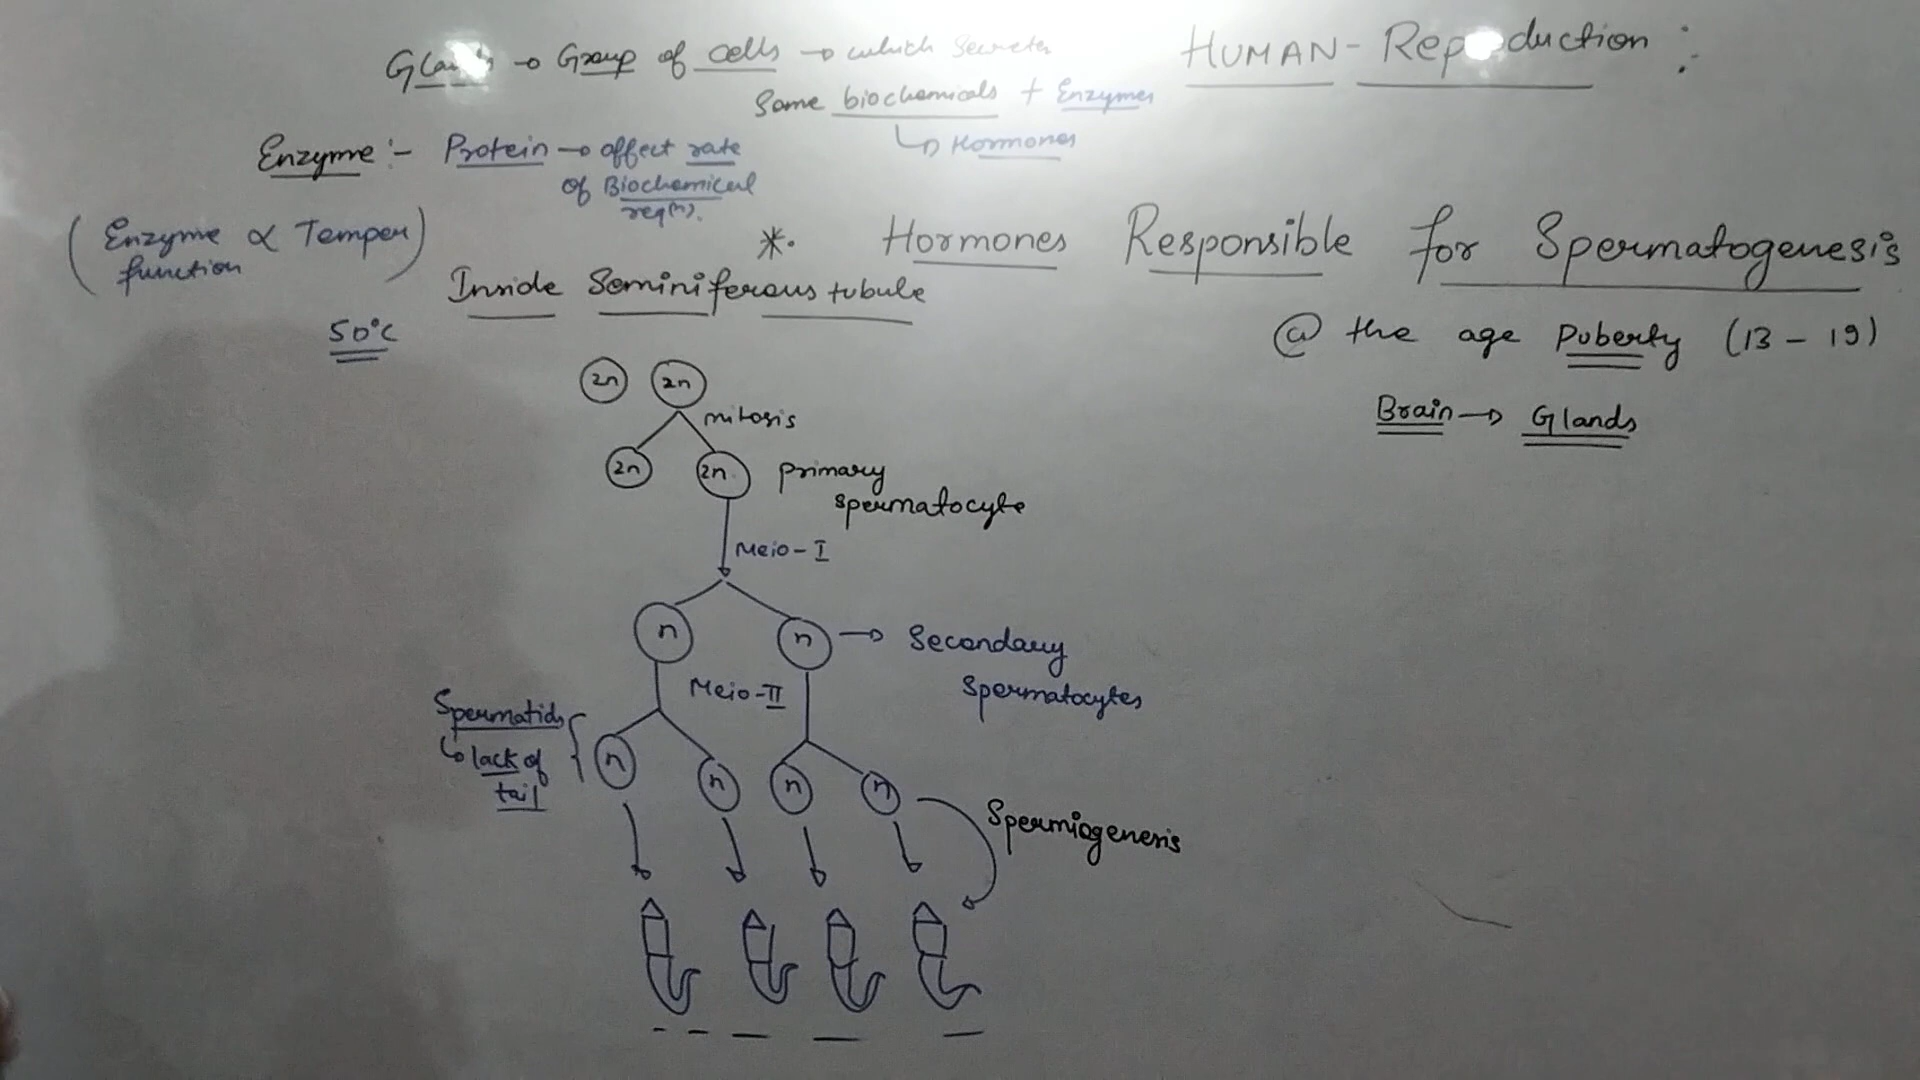 HUMAN - Reproduction :
Glands → Group of cells → which secretes
Some biochemicals + Enzymes
↳ Hormones
Enzyme :- Protein → affect rate
of Biochemical
req(n).
(Enzyme ∝ Temper)
function
50°C
*. Hormones Responsible for Spermatogenesis
@ the age Puberty (13 - 19)
Brain → Glands
Inside Seminiferous tubule
2n 2n
mitosis
2n 2n Primary
spermatocyte
Meio-I
n n → Secondary
spermatocytes
Meio-II
Spermatids
↳ lack of
tail
n n n n
Spermiogenesis